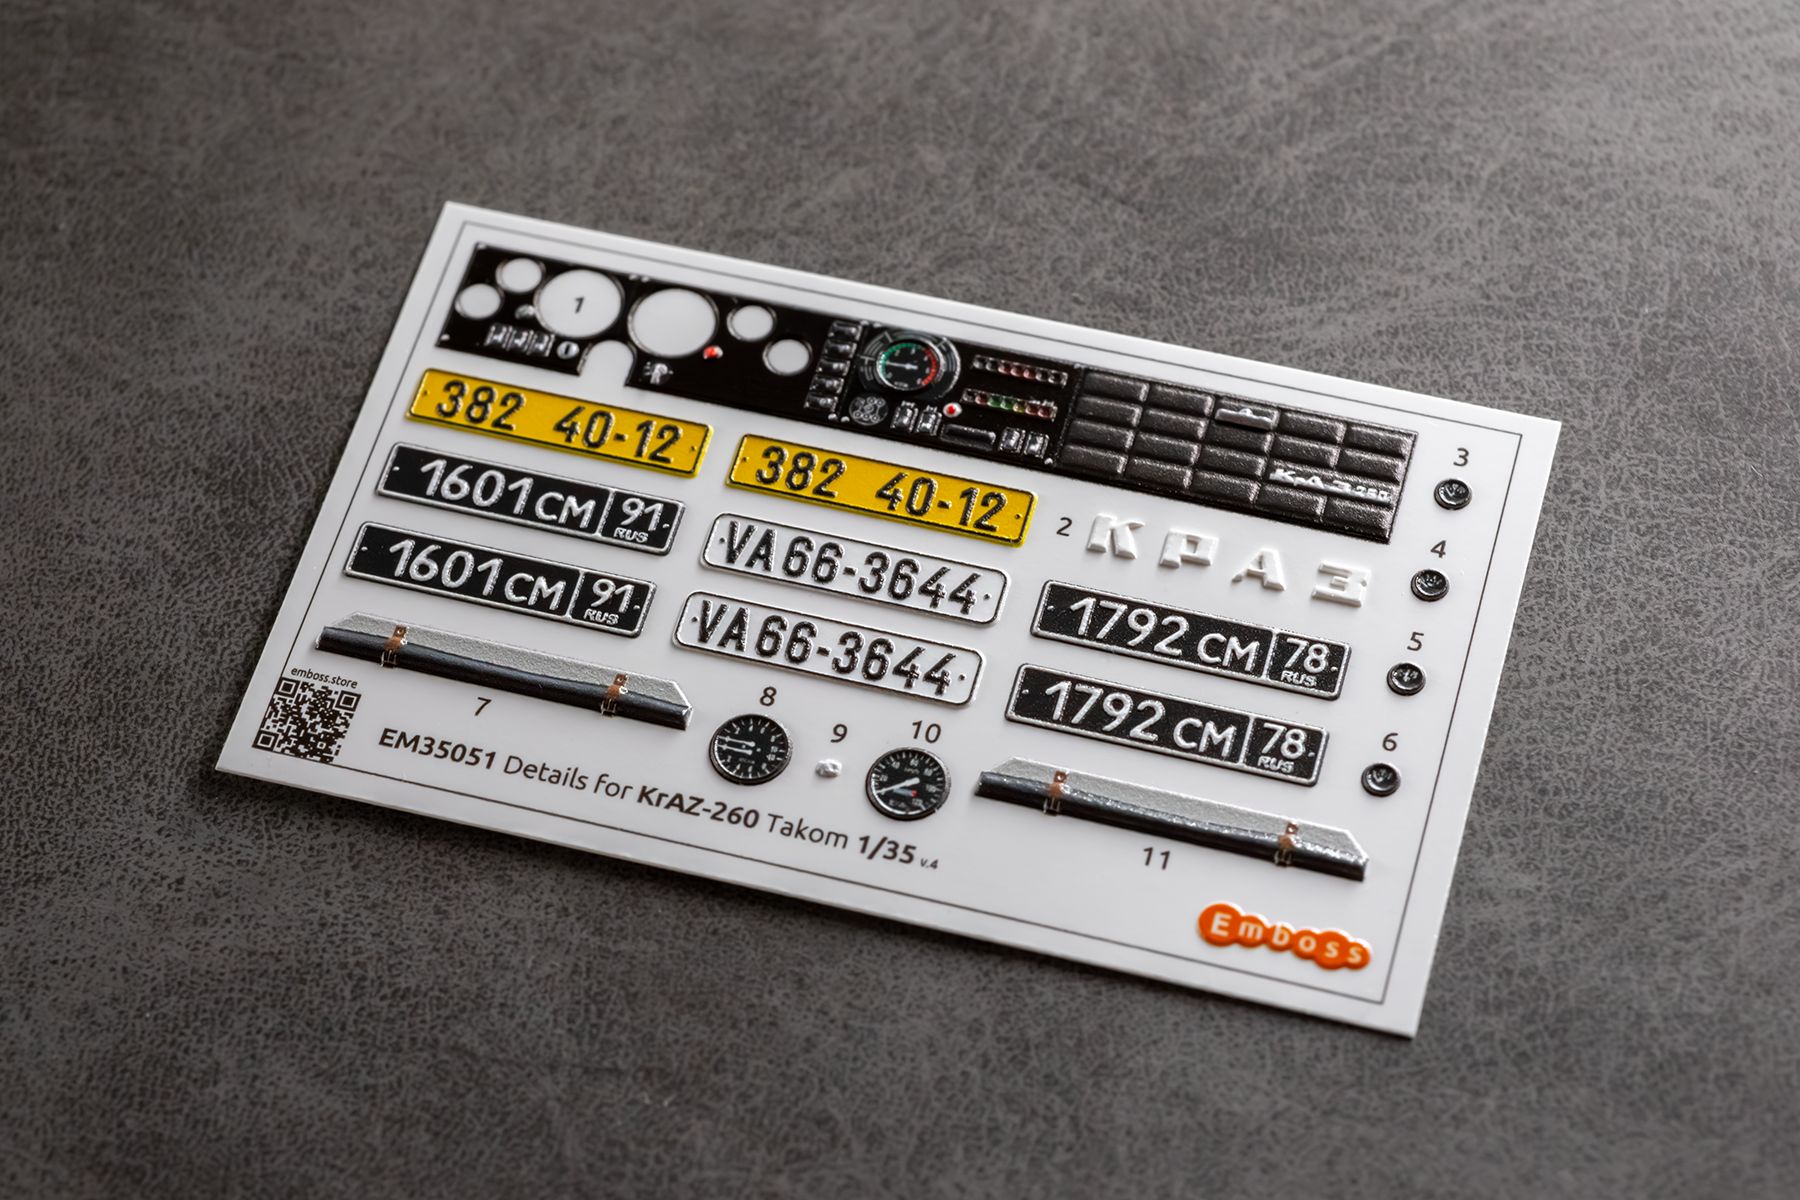 1
KrAZ 260
3
382 40-12
382 40-12
4
1601 CM 91 RUS
2
КРАЗ
VA66-3644
1601 CM 91 RUS
1792 CM 78 RUS
5
VA66-3644
1792 CM 78 RUS
6
emboss.store
7
8
9
10
11
EM35051 Details for KrAZ-260 Takom 1/35 v.4
Emboss